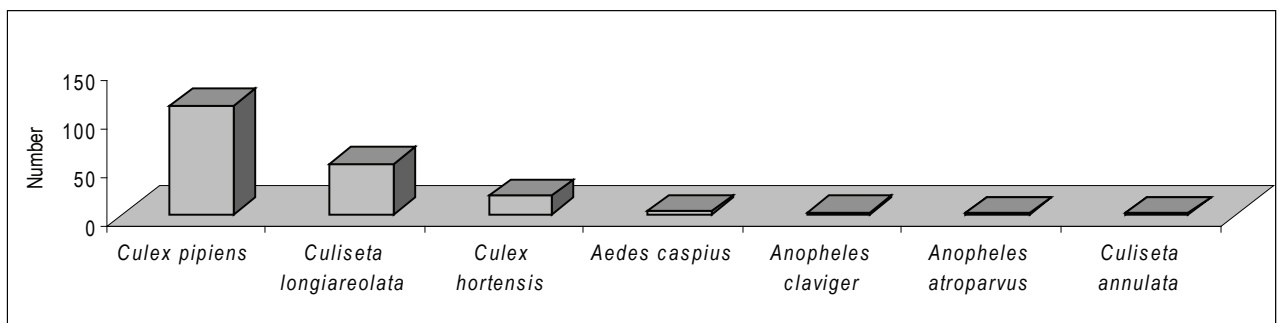 150
100
50
0
Number
Culex pipiens
Culiseta
longiareolata
Culex
hortensis
Aedes caspius
Anopheles
claviger
Anopheles
atroparvus
Culiseta
annulata